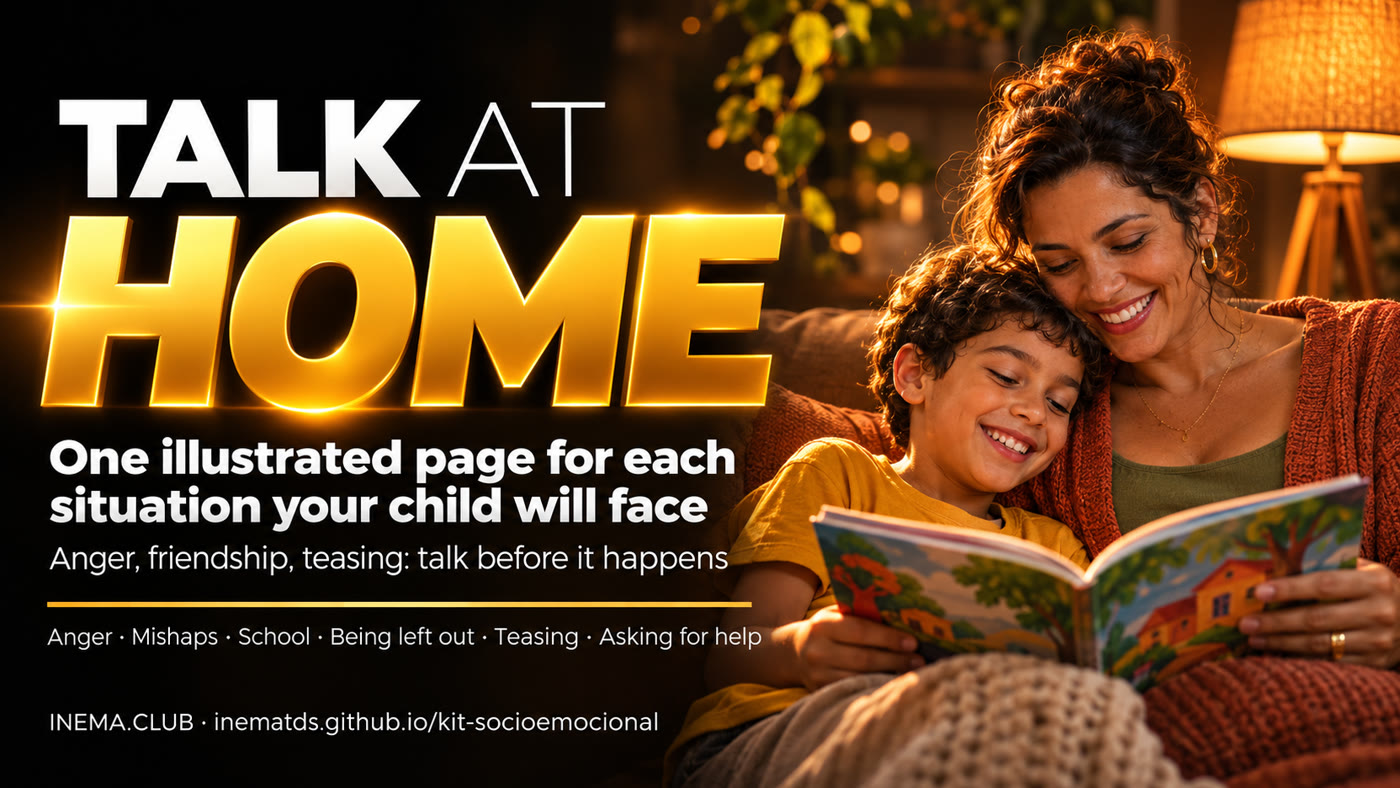 TALK AT
HOME
One illustrated page for each
situation your child will face
Anger, friendship, teasing: talk before it happens
Anger · Mishaps · School · Being left out · Teasing · Asking for help
INEMA.CLUB · inematds.github.io/kit-socioemocional